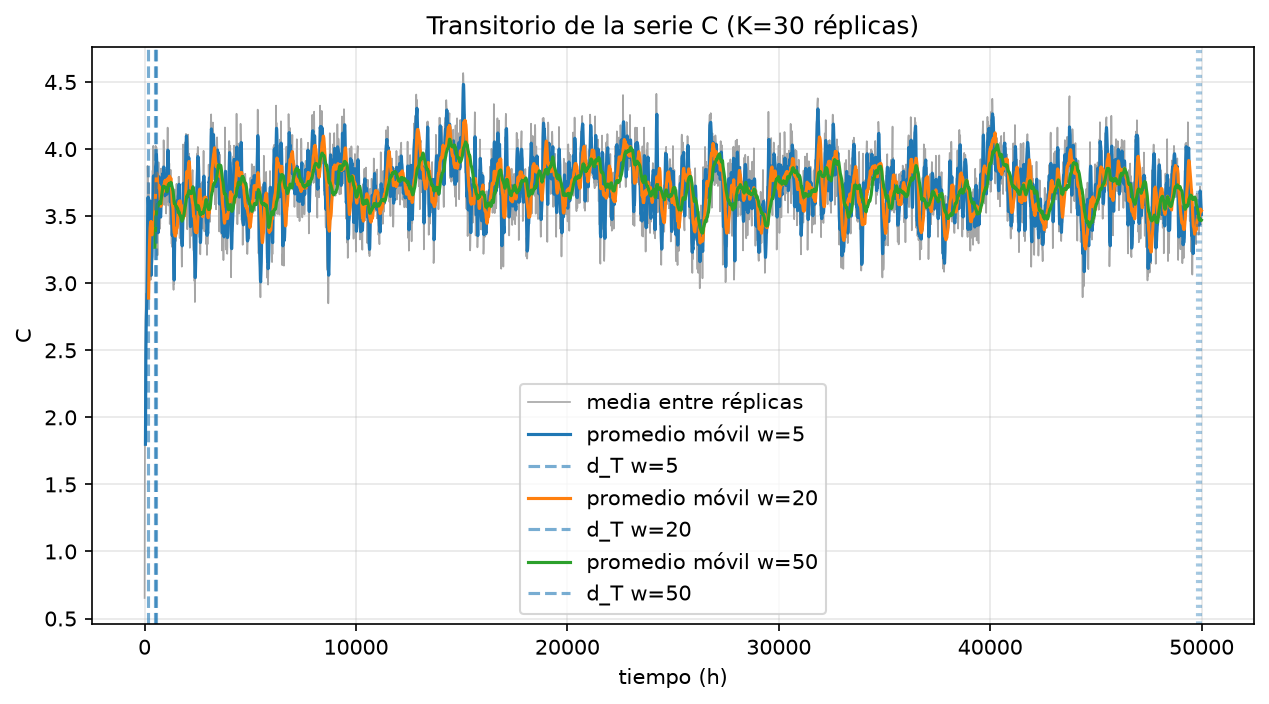 Transitorio de la serie C (K=30 réplicas)
4.5
4.0
3.5
3.0
2.5
2.0
1.5
1.0
0.5
C
media entre réplicas
promedio móvil w=5
d_T w=5
promedio móvil w=20
d_T w=20
promedio móvil w=50
d_T w=50
0
10000
20000
30000
40000
50000
tiempo (h)